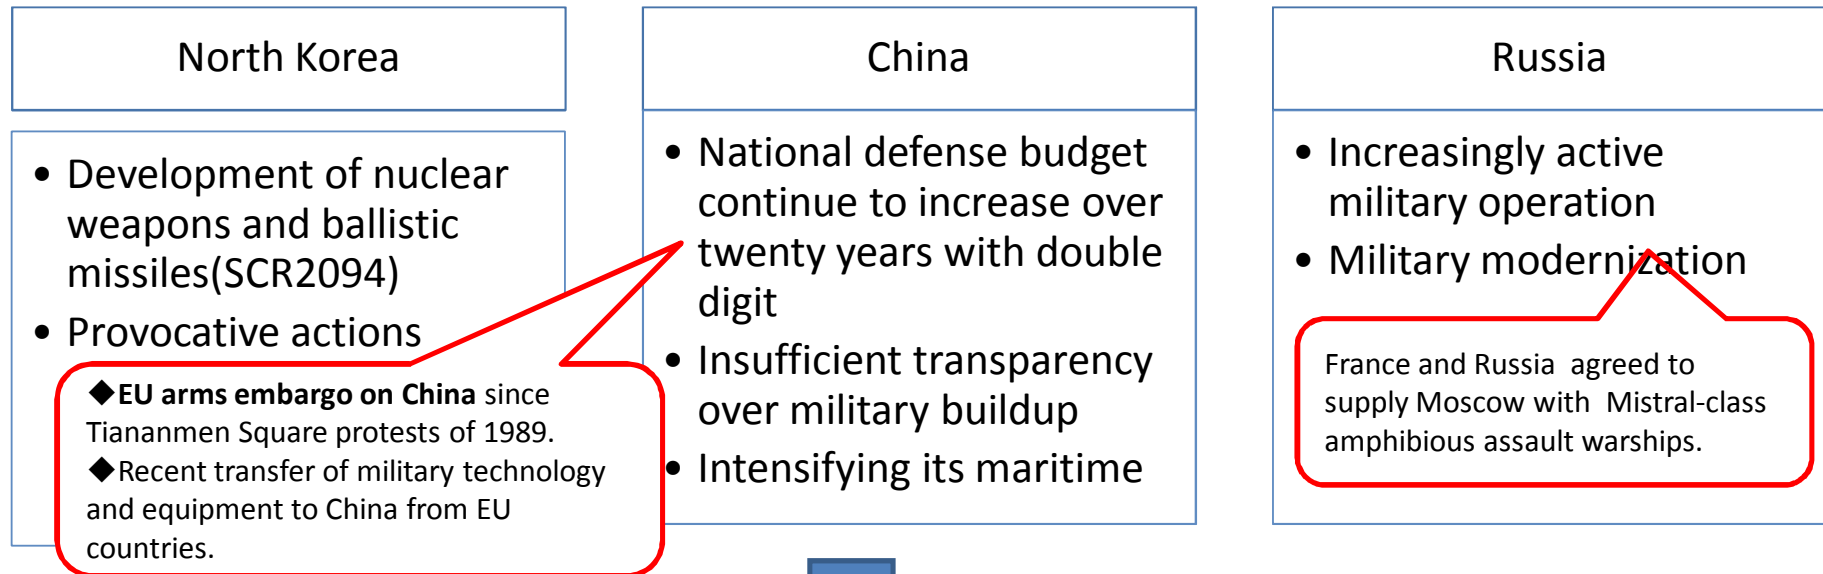 North Korea
• Development of nuclear
weapons and ballistic
missiles(SCR2094)
• Provocative actions
◆EU arms embargo on China since
Tiananmen Square protests of 1989.
◆Recent transfer of military technology
and equipment to China from EU
countries.
China
• National defense budget
continue to increase over
twenty years with double
digit
• Insufficient transparency
over military buildup
• Intensifying its maritime
Russia
• Increasingly active
military operation
• Military modernization
France and Russia agreed to
supply Moscow with Mistral-class
amphibious assault warships.